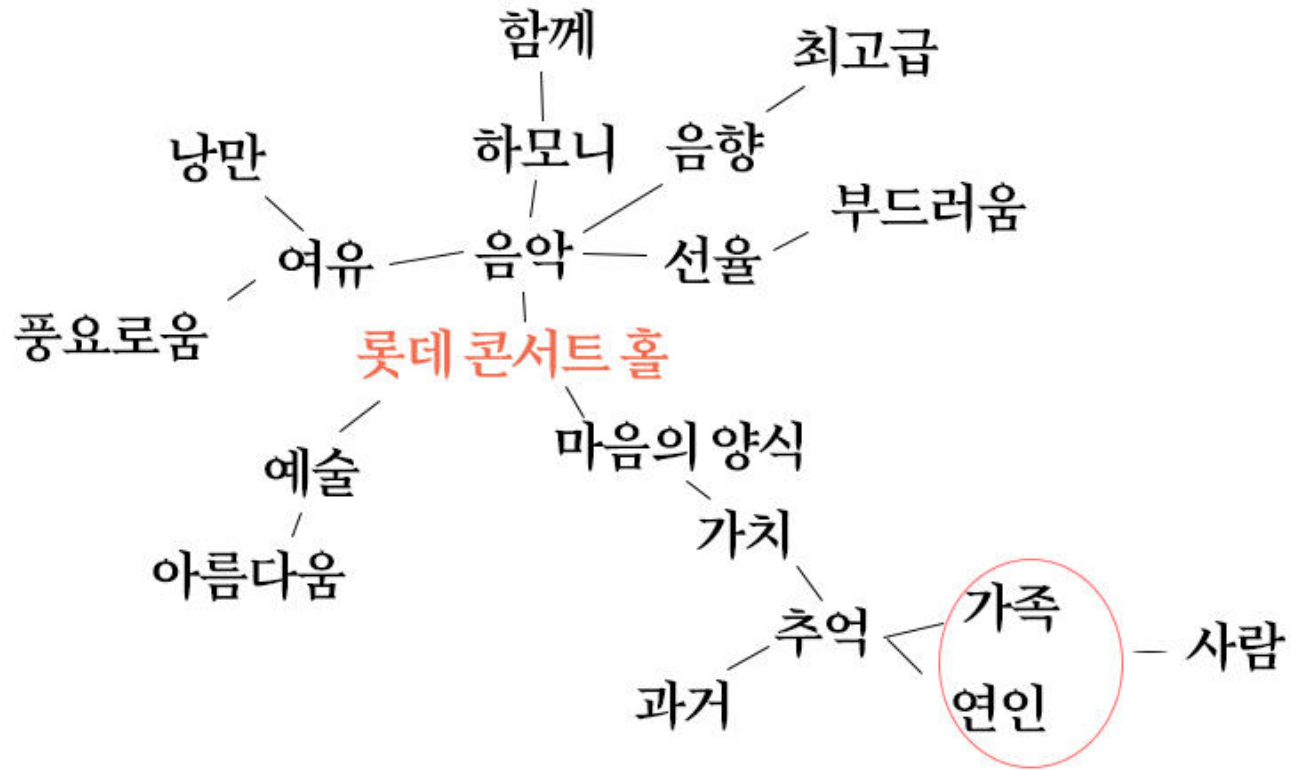 함께
최고급
낭만
하모니
음향
부드러움
여유
음악
선율
풍요로움
롯데 콘서트 홀
마음의 양식
예술
가치
아름다움
가족
추억
사람
과거
연인